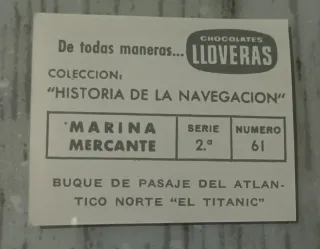 De todas maneras... CHOCOLATES
LLOVERAS
COLECCION:
"HISTORIA DE LA NAVEGACION"
MARINA SERIE NUMERO
MERCANTE 2.ª 61
BUQUE DE PASAJE DEL ATLAN-
TICO NORTE "EL TITANIC"